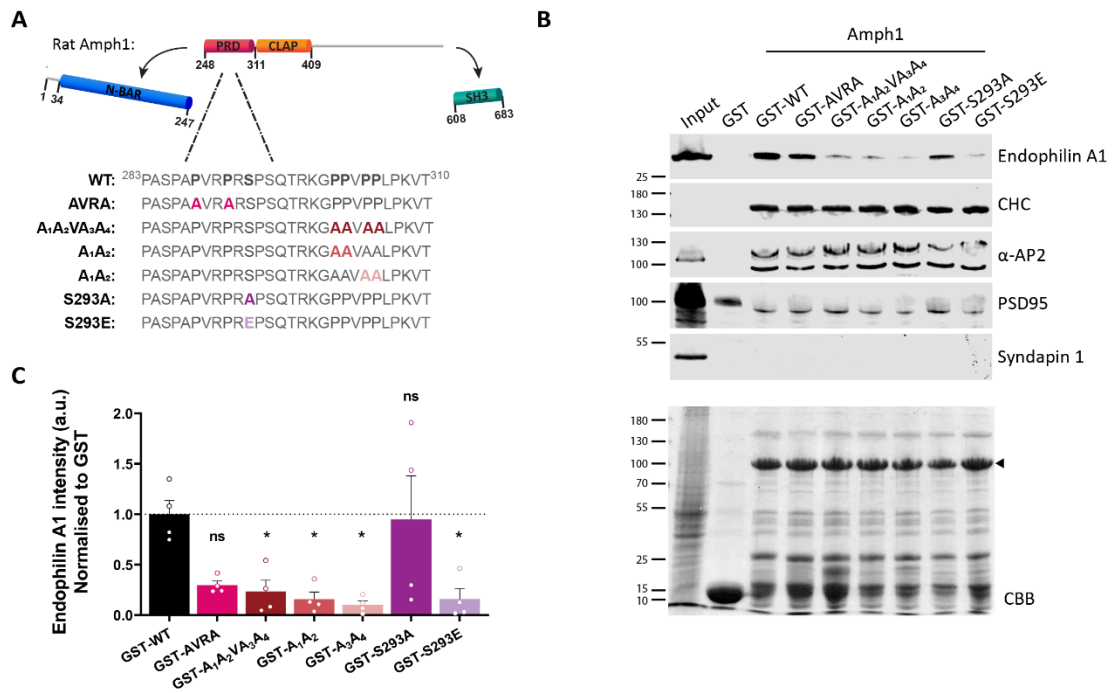 A
Rat Amph1:
PRD CLAP
248 311 409
1 34 N-BAR 247
SH3
608 683
WT: ²⁸³PASPAPVRPRSPSQTRKGPPVPPLPKVT³¹⁰
AVRA: PASPAAVRARSPSQTRKGPPVPPLPKVT
A₁A₂VA₃A₄: PASPAPVRPRSPSQTRKGAAVAALPKVT
A₁A₂: PASPAPVRPRSPSQTRKGAAVAALPKVT
A₁A₂: PASPAPVRPRSPSQTRKGAAVAALPKVT
S293A: PASPAPVRPRAPSQTRKGPPVPPLPKVT
S293E: PASPAPVRPREPSQTRKGPPVPPLPKVT
B
Amph1
Input GST GST-WT GST-AVRA GST-A₁A₂VA₃A₄ GST-A₁A₂ GST-A₃A₄ GST-S293A GST-S293E
Endophilin A1
25
180
130
CHC
130
100
α-AP2
100
PSD95
55
Syndapin 1
180
130
100
70
55
25
15
10
CBB
C
Endophilin A1 intensity (a.u.)
Normalised to GST
2.0
1.5
1.0
0.5
0.0
ns * * * ns *
GST-WT GST-AVRA GST-A₁A₂VA₃A₄ GST-A₁A₂ GST-A₃A₄ GST-S293A GST-S293E